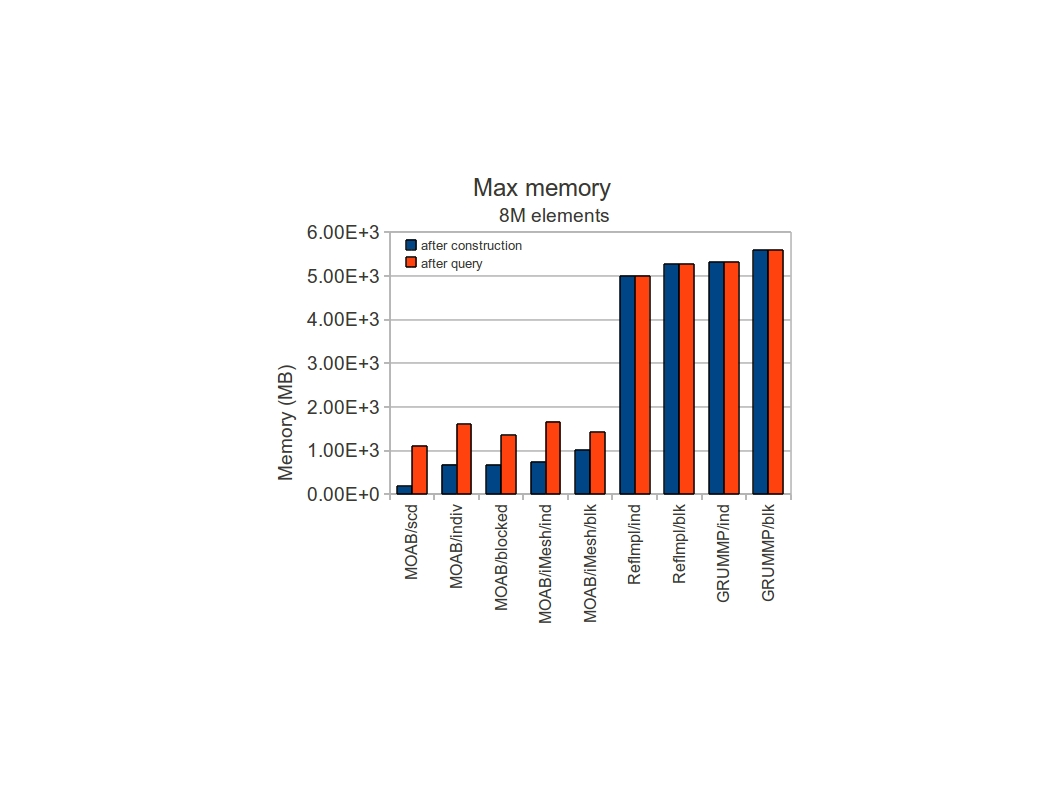 Max memory
8M elements
6.00E+3
5.00E+3
4.00E+3
3.00E+3
2.00E+3
1.00E+3
0.00E+0
Memory (MB)
after construction
after query
MOAB/scd
MOAB/indiv
MOAB/blocked
MOAB/iMesh/ind
MOAB/iMesh/blk
RefImpl/ind
RefImpl/blk
GRUMMP/ind
GRUMMP/blk